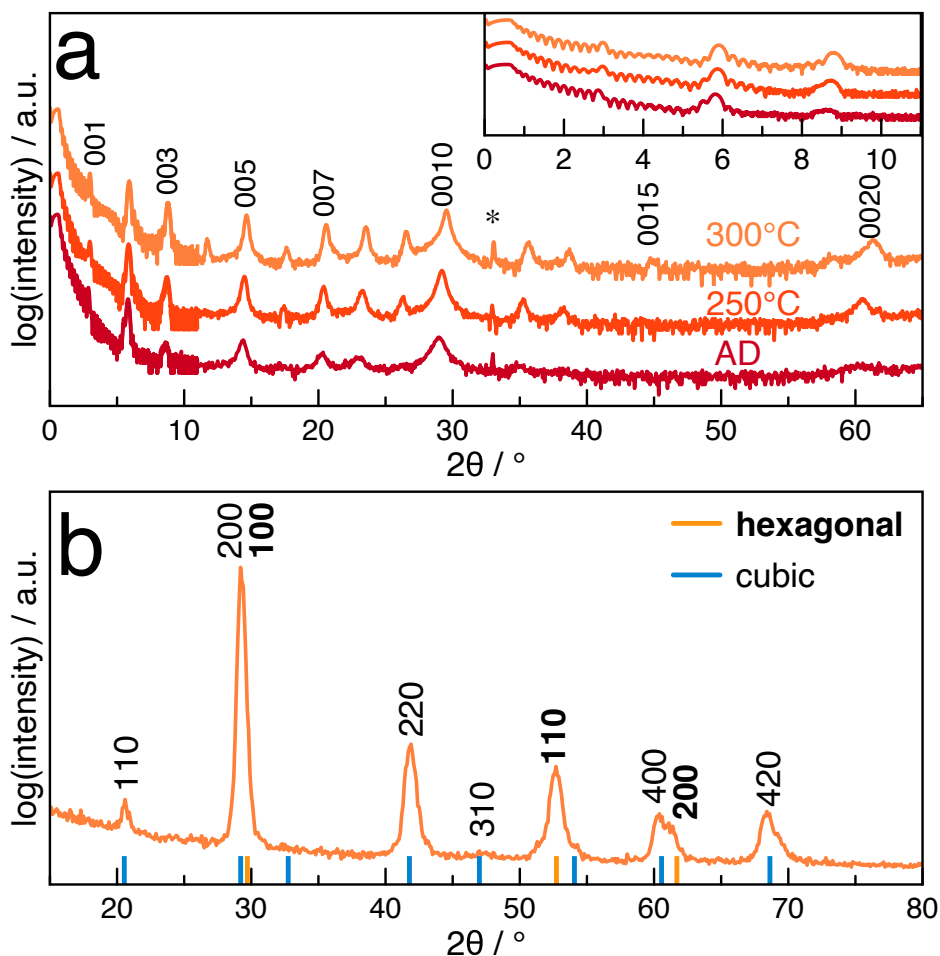 a
log(intensity) / a.u.
001
003
005
007
0010
*
0015
0020
300°C
250°C
AD
0 2 4 6 8 10
0 10 20 30 40 50 60
2θ / °
b
log(intensity) / a.u.
hexagonal
cubic
110
200
100
220
310
110
400
200
420
20 30 40 50 60 70 80
2θ / °